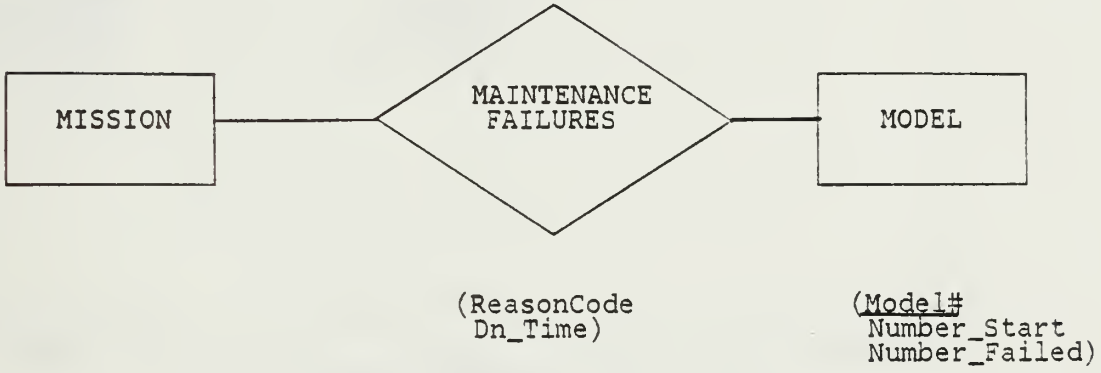 MISSION
MAINTENANCE
FAILURES
MODEL
(ReasonCode
Dn_Time)
(Model#
Number_Start
Number_Failed)